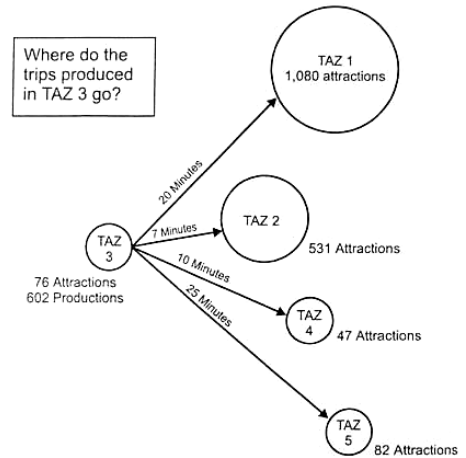 Where do the
trips produced
in TAZ 3 go?
TAZ 1
1,080 attractions
20 Minutes
7 Minutes
TAZ 2
531 Attractions
TAZ
3
76 Attractions
602 Productions
10 Minutes
25 Minutes
TAZ
4
47 Attractions
TAZ
5
82 Attractions